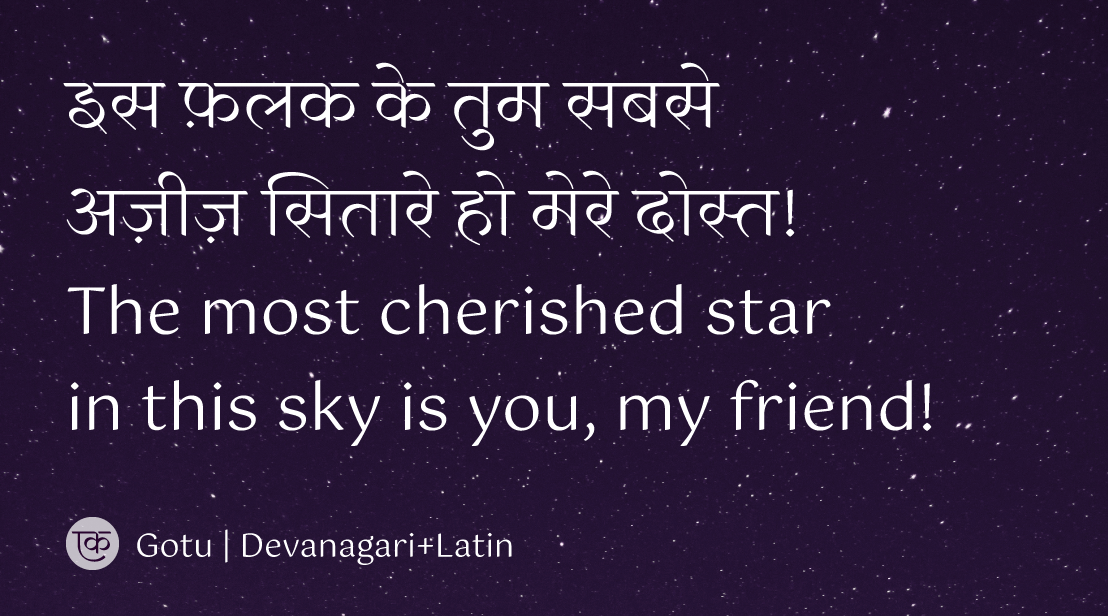 इस फ़लक के तुम सबसे
अज़ीज़ सितारे हो मेरे दोस्त!
The most cherished star
in this sky is you, my friend!
Gotu | Devanagari+Latin